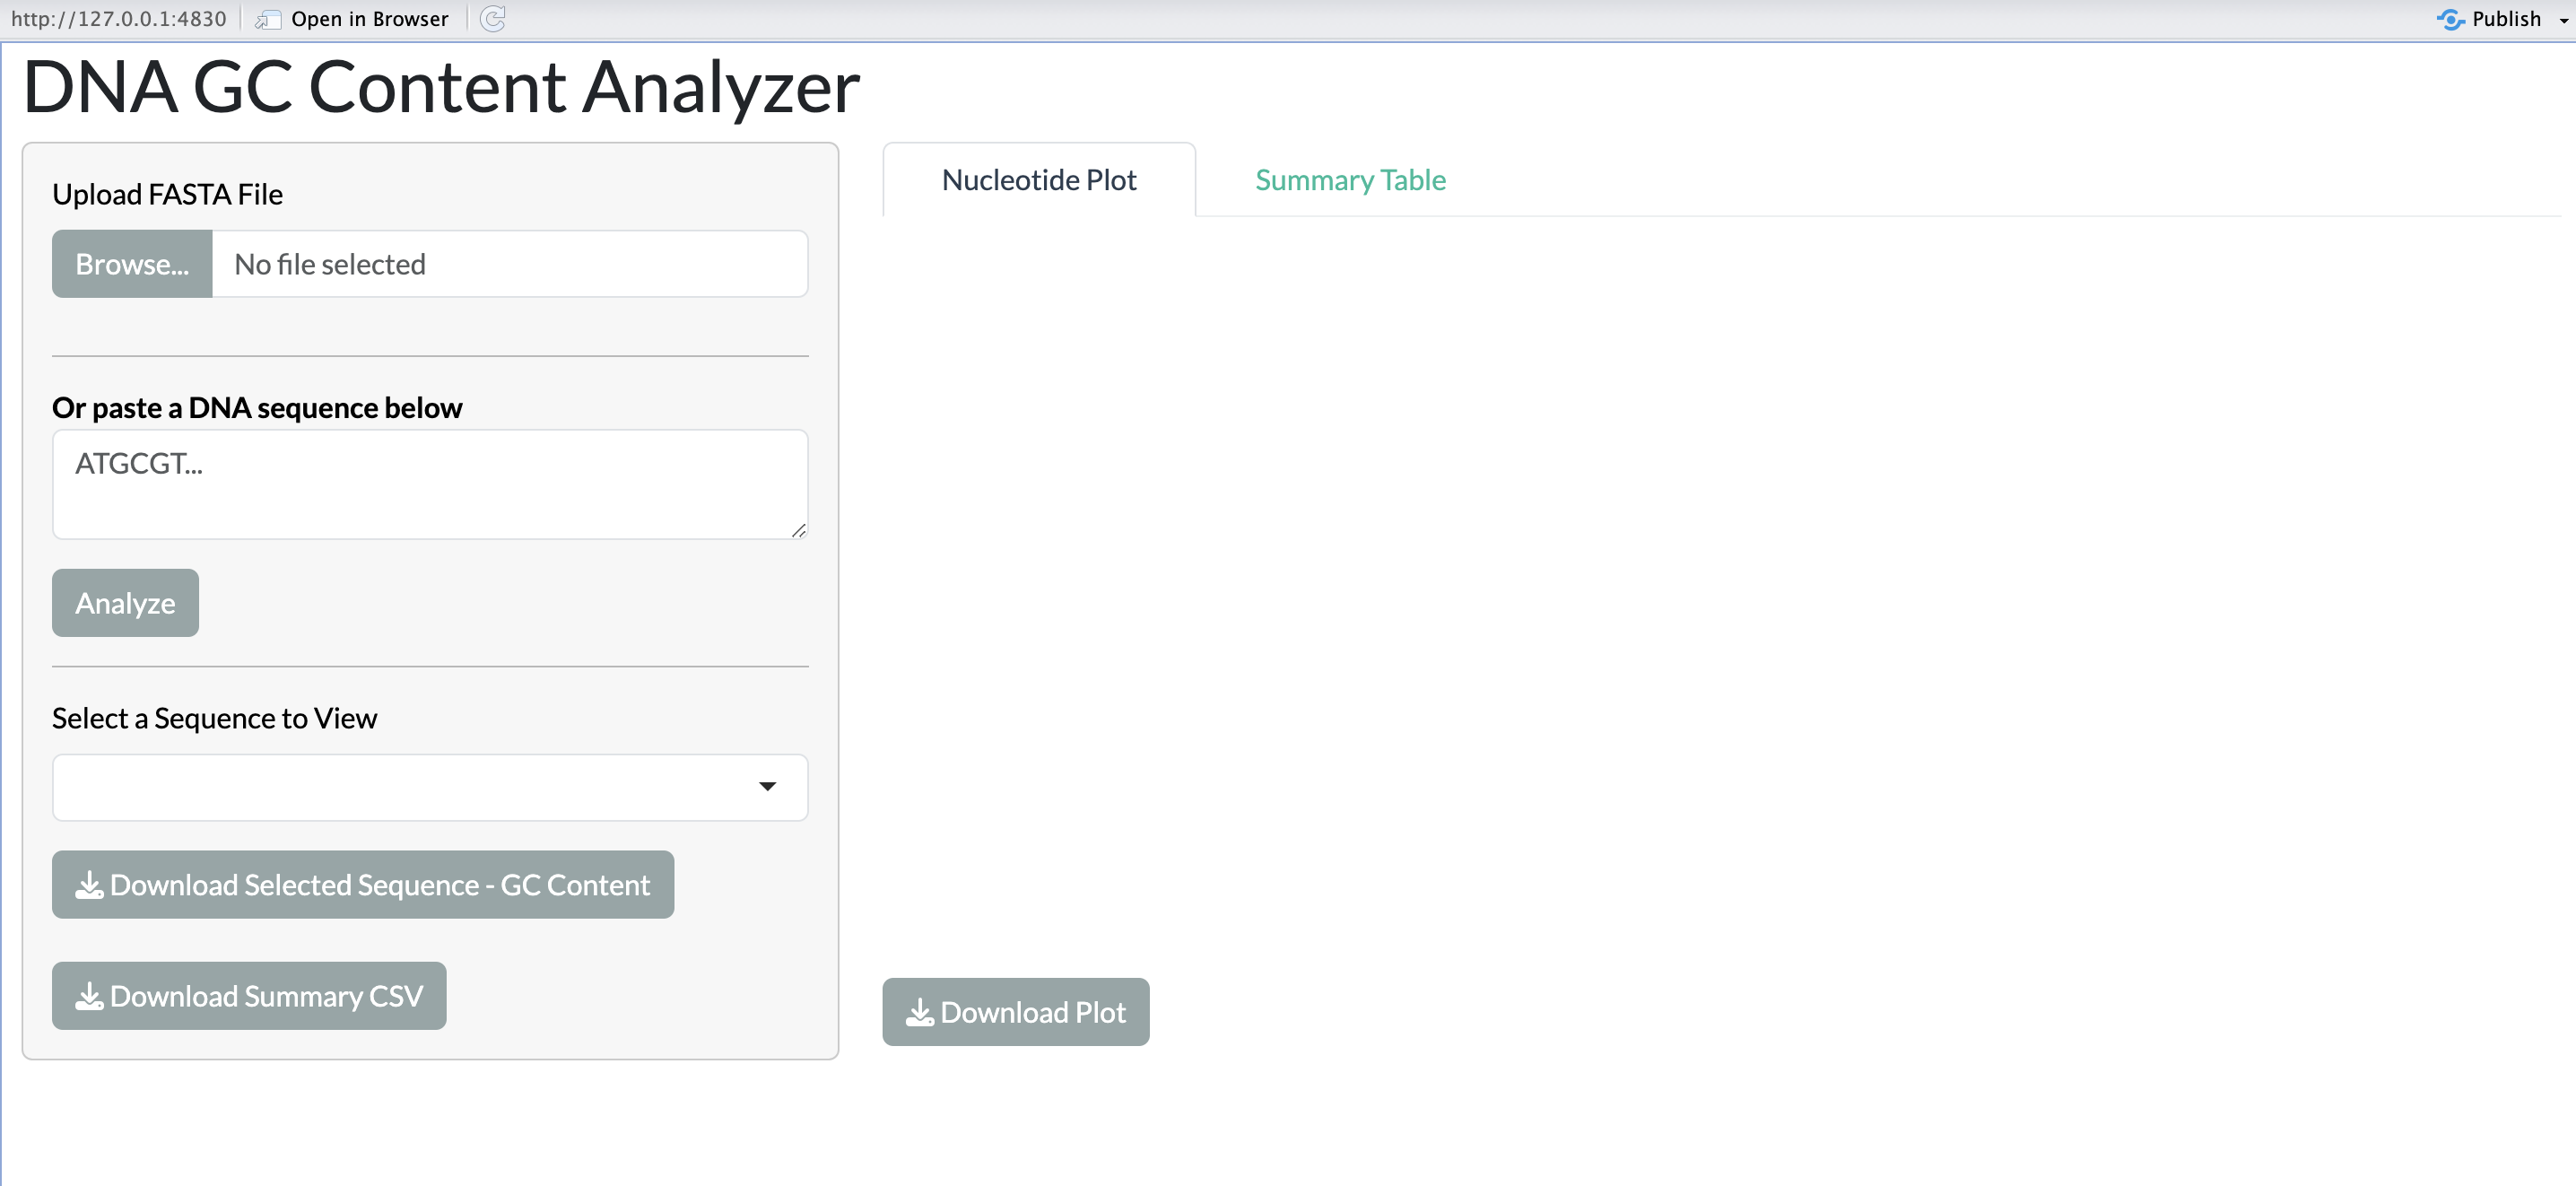 http://127.0.0.1:4830 Open in Browser Publish
DNA GC Content Analyzer
Upload FASTA File
Browse... No file selected
Or paste a DNA sequence below
ATGCGT...
Analyze
Select a Sequence to View
Download Selected Sequence - GC Content
Download Summary CSV
Nucleotide Plot Summary Table
Download Plot